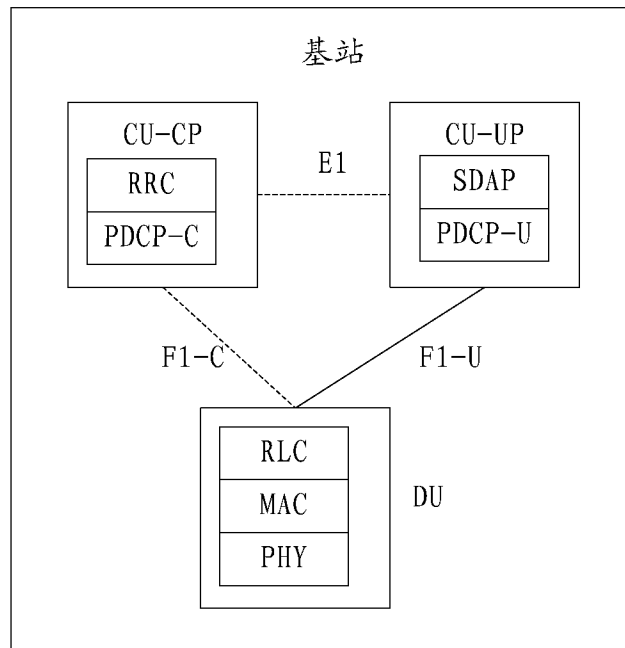 基站
CU-CP
CU-UP
E1
RRC
SDAP
PDCP-C
PDCP-U
F1-C
F1-U
RLC
MAC
DU
PHY